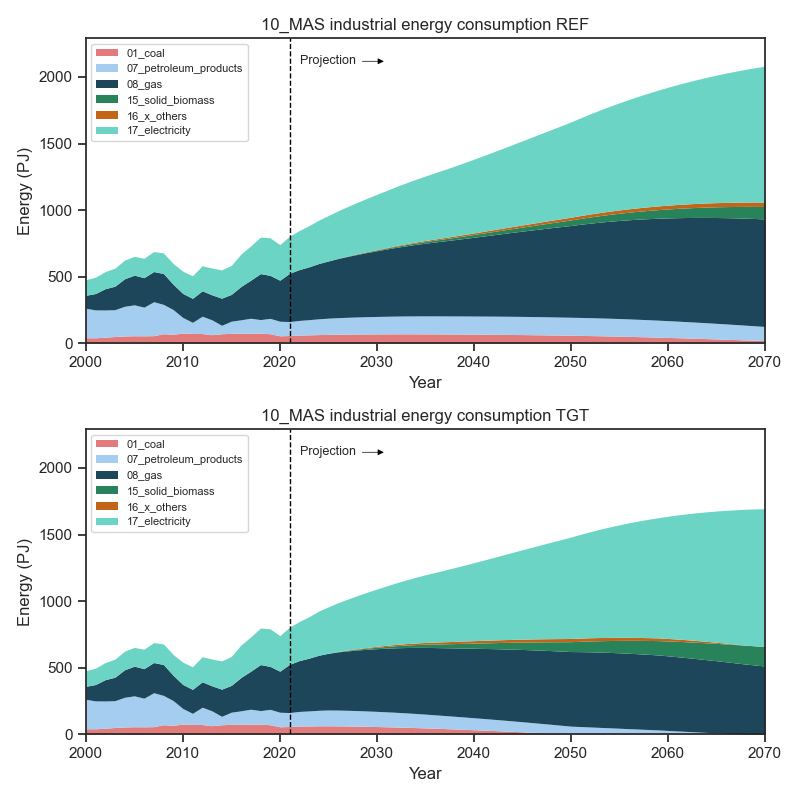 10_MAS industrial energy consumption REF
01_coal
07_petroleum_products
08_gas
15_solid_biomass
16_x_others
17_electricity
Projection
Energy (PJ)
2000
1500
1000
500
0
2000 2010 2020 2030 2040 2050 2060 2070
Year
10_MAS industrial energy consumption TGT
01_coal
07_petroleum_products
08_gas
15_solid_biomass
16_x_others
17_electricity
Projection
Energy (PJ)
2000
1500
1000
500
0
2000 2010 2020 2030 2040 2050 2060 2070
Year